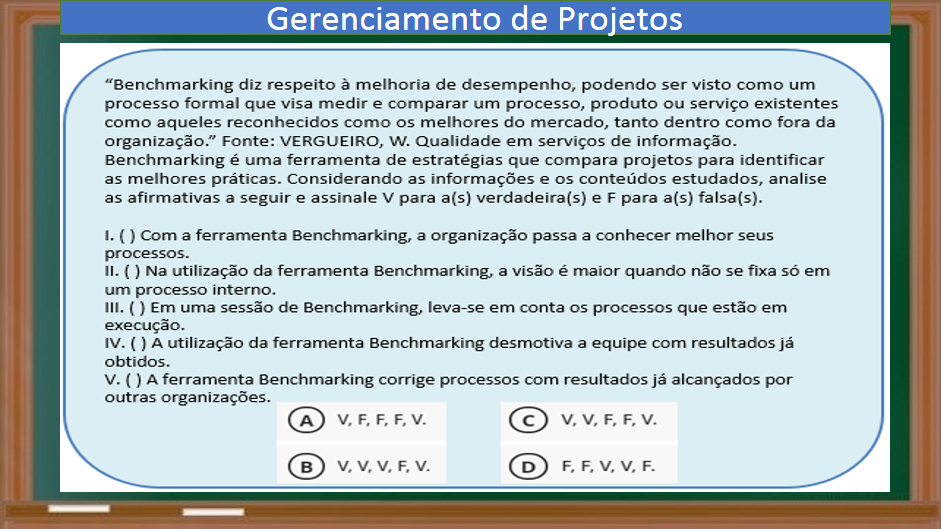 Gerenciamento de Projetos
“Benchmarking diz respeito à melhoria de desempenho, podendo ser visto como um
processo formal que visa medir e comparar um processo, produto ou serviço existentes
como aqueles reconhecidos como os melhores do mercado, tanto dentro como fora da
organização.” Fonte: VERGUEIRO, W. Qualidade em serviços de informação.
Benchmarking é uma ferramenta de estratégias que compara projetos para identificar
as melhores práticas. Considerando as informações e os conteúdos estudados, analise
as afirmativas a seguir e assinale V para a(s) verdadeira(s) e F para a(s) falsa(s).
I. ( ) Com a ferramenta Benchmarking, a organização passa a conhecer melhor seus
processos.
II. ( ) Na utilização da ferramenta Benchmarking, a visão é maior quando não se fixa só em
um processo interno.
III. ( ) Em uma sessão de Benchmarking, leva-se em conta os processos que estão em
execução.
IV. ( ) A utilização da ferramenta Benchmarking desmotiva a equipe com resultados já
obtidos.
V. ( ) A ferramenta Benchmarking corrige processos com resultados já alcançados por
outras organizações.
A V, F, F, F, V.
B V, V, V, F, V.
C V, V, F, F, V.
D F, F, V, V, F.